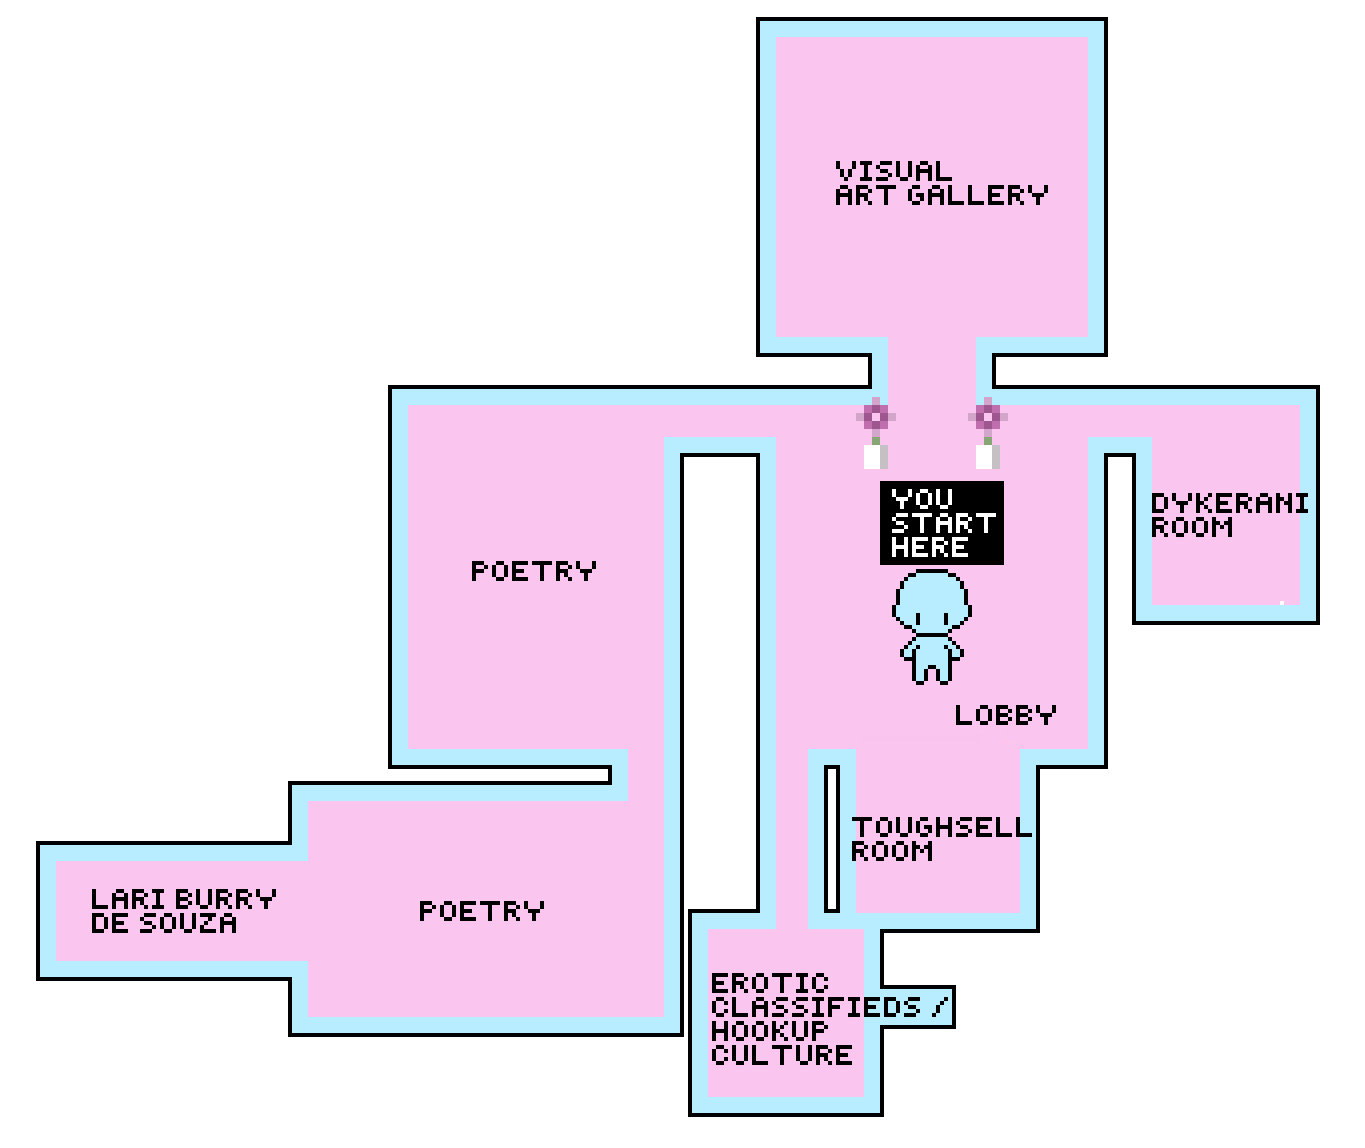 VISUAL
ART GALLERY
YOU
START
HERE
DYKERANI
ROOM
POETRY
LOBBY
TOUGHSELL
ROOM
LARI BURRY
DE SOUZA
POETRY
EROTIC
CLASSIFIEDS /
HOOKUP
CULTURE